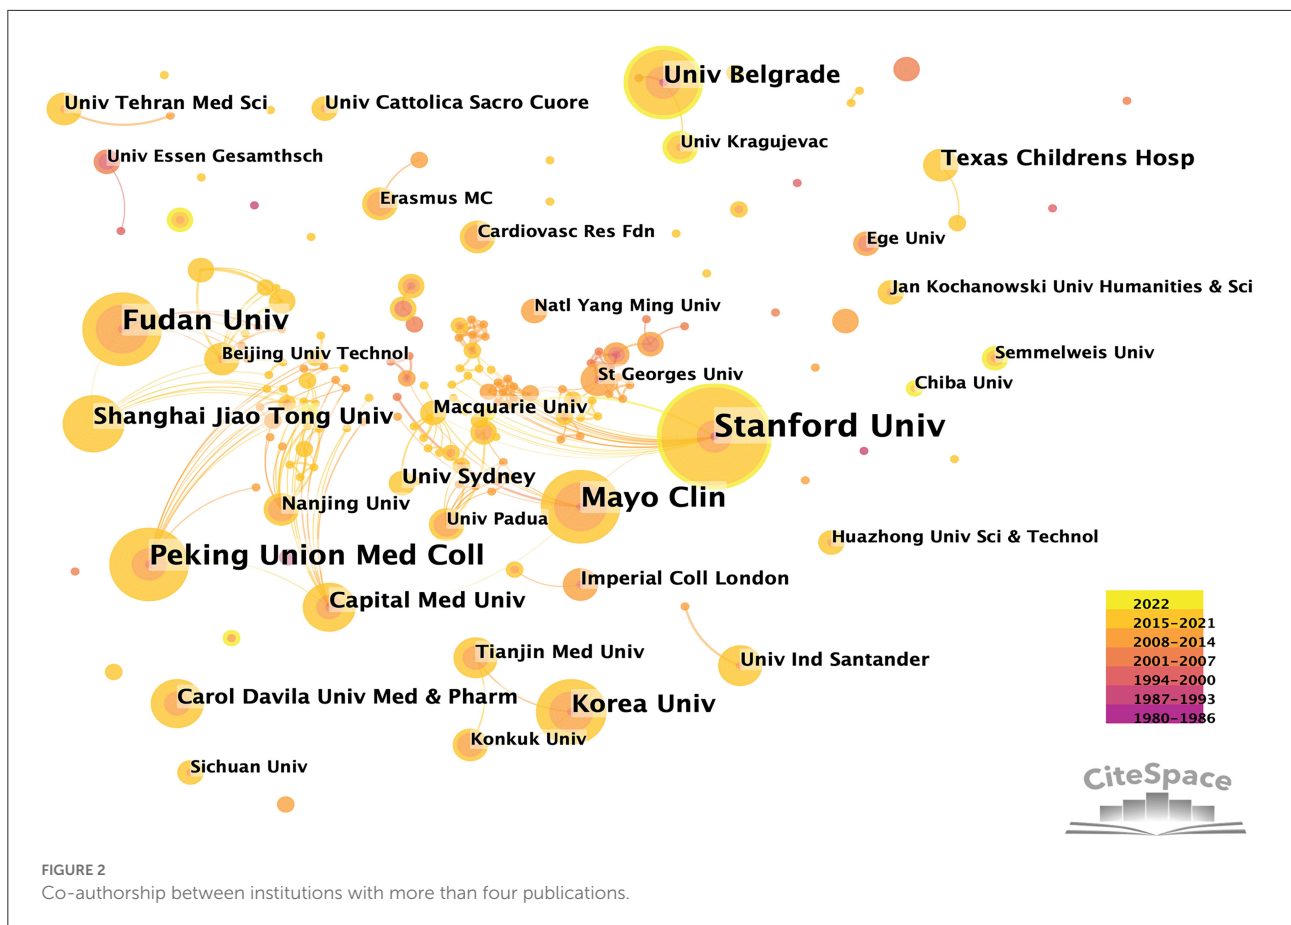 Univ Belgrade
Univ Tehran Med Sci
Univ Cattolica Sacro Cuore
Univ Kragujevac
Univ Essen Gesamthsch
Texas Childrens Hosp
Erasmus MC
Cardiovasc Res Fdn
Ege Univ
Jan Kochanowski Univ Humanities & Sci
Natl Yang Ming Univ
Fudan Univ
Beijing Univ Technol
Semmelweis Univ
St Georges Univ
Chiba Univ
Macquarie Univ
Shanghai Jiao Tong Univ
Stanford Univ
Univ Sydney
Mayo Clin
Nanjing Univ
Univ Padua
Huazhong Univ Sci & Technol
Peking Union Med Coll
Imperial Coll London
Capital Med Univ
2022
2015-2021
2008-2014
2001-2007
1994-2000
1987-1993
1980-1986
Tianjin Med Univ
Univ Ind Santander
Carol Davila Univ Med & Pharm
Korea Univ
Konkuk Univ
Sichuan Univ
CiteSpace
FIGURE 2
Co-authorship between institutions with more than four publications.